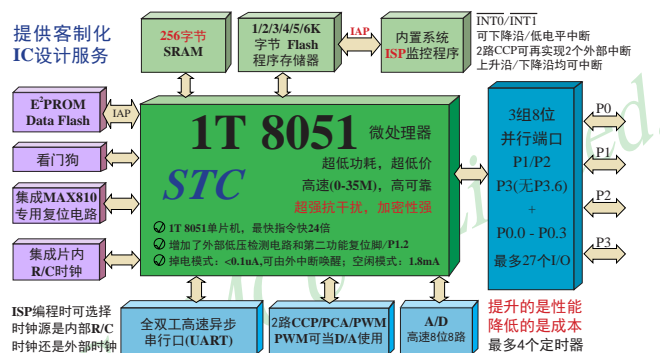 提供客制化
IC设计服务
256字节
SRAM
1/2/3/4/5/6K
字节 Flash
程序存储器
IAP
内置系统
ISP监控程序
INT0/INT1
可下降沿/低电平中断
2路CCP可再实现2个外部中断
上升沿/下降沿均可中断
E²PROM
Data Flash
IAP
看门狗
集成MAX810
专用复位电路
集成片内
R/C时钟
1T 8051 微处理器
STC
超低功耗，超低价
高速(0-35M)，高可靠
超强抗干扰，加密性强
1T 8051单片机，最快指令快24倍
增加了外部低压检测电路和第二功能复位脚/P1.2
掉电模式：<0.1uA,可由外中断唤醒；空闲模式：1.8mA
3组8位
并行端口
P1/P2
P3(无P3.6)
+
P0.0 - P0.3
最多27个I/O
P0
P1
P2
P3
ISP编程时可选择
时钟源是内部R/C
时钟还是外部时钟
全双工高速异步
串行口(UART)
2路CCP/PCA/PWM
PWM可当D/A使用
A/D
高速8位8路
提升的是性能
降低的是成本
最多4个定时器